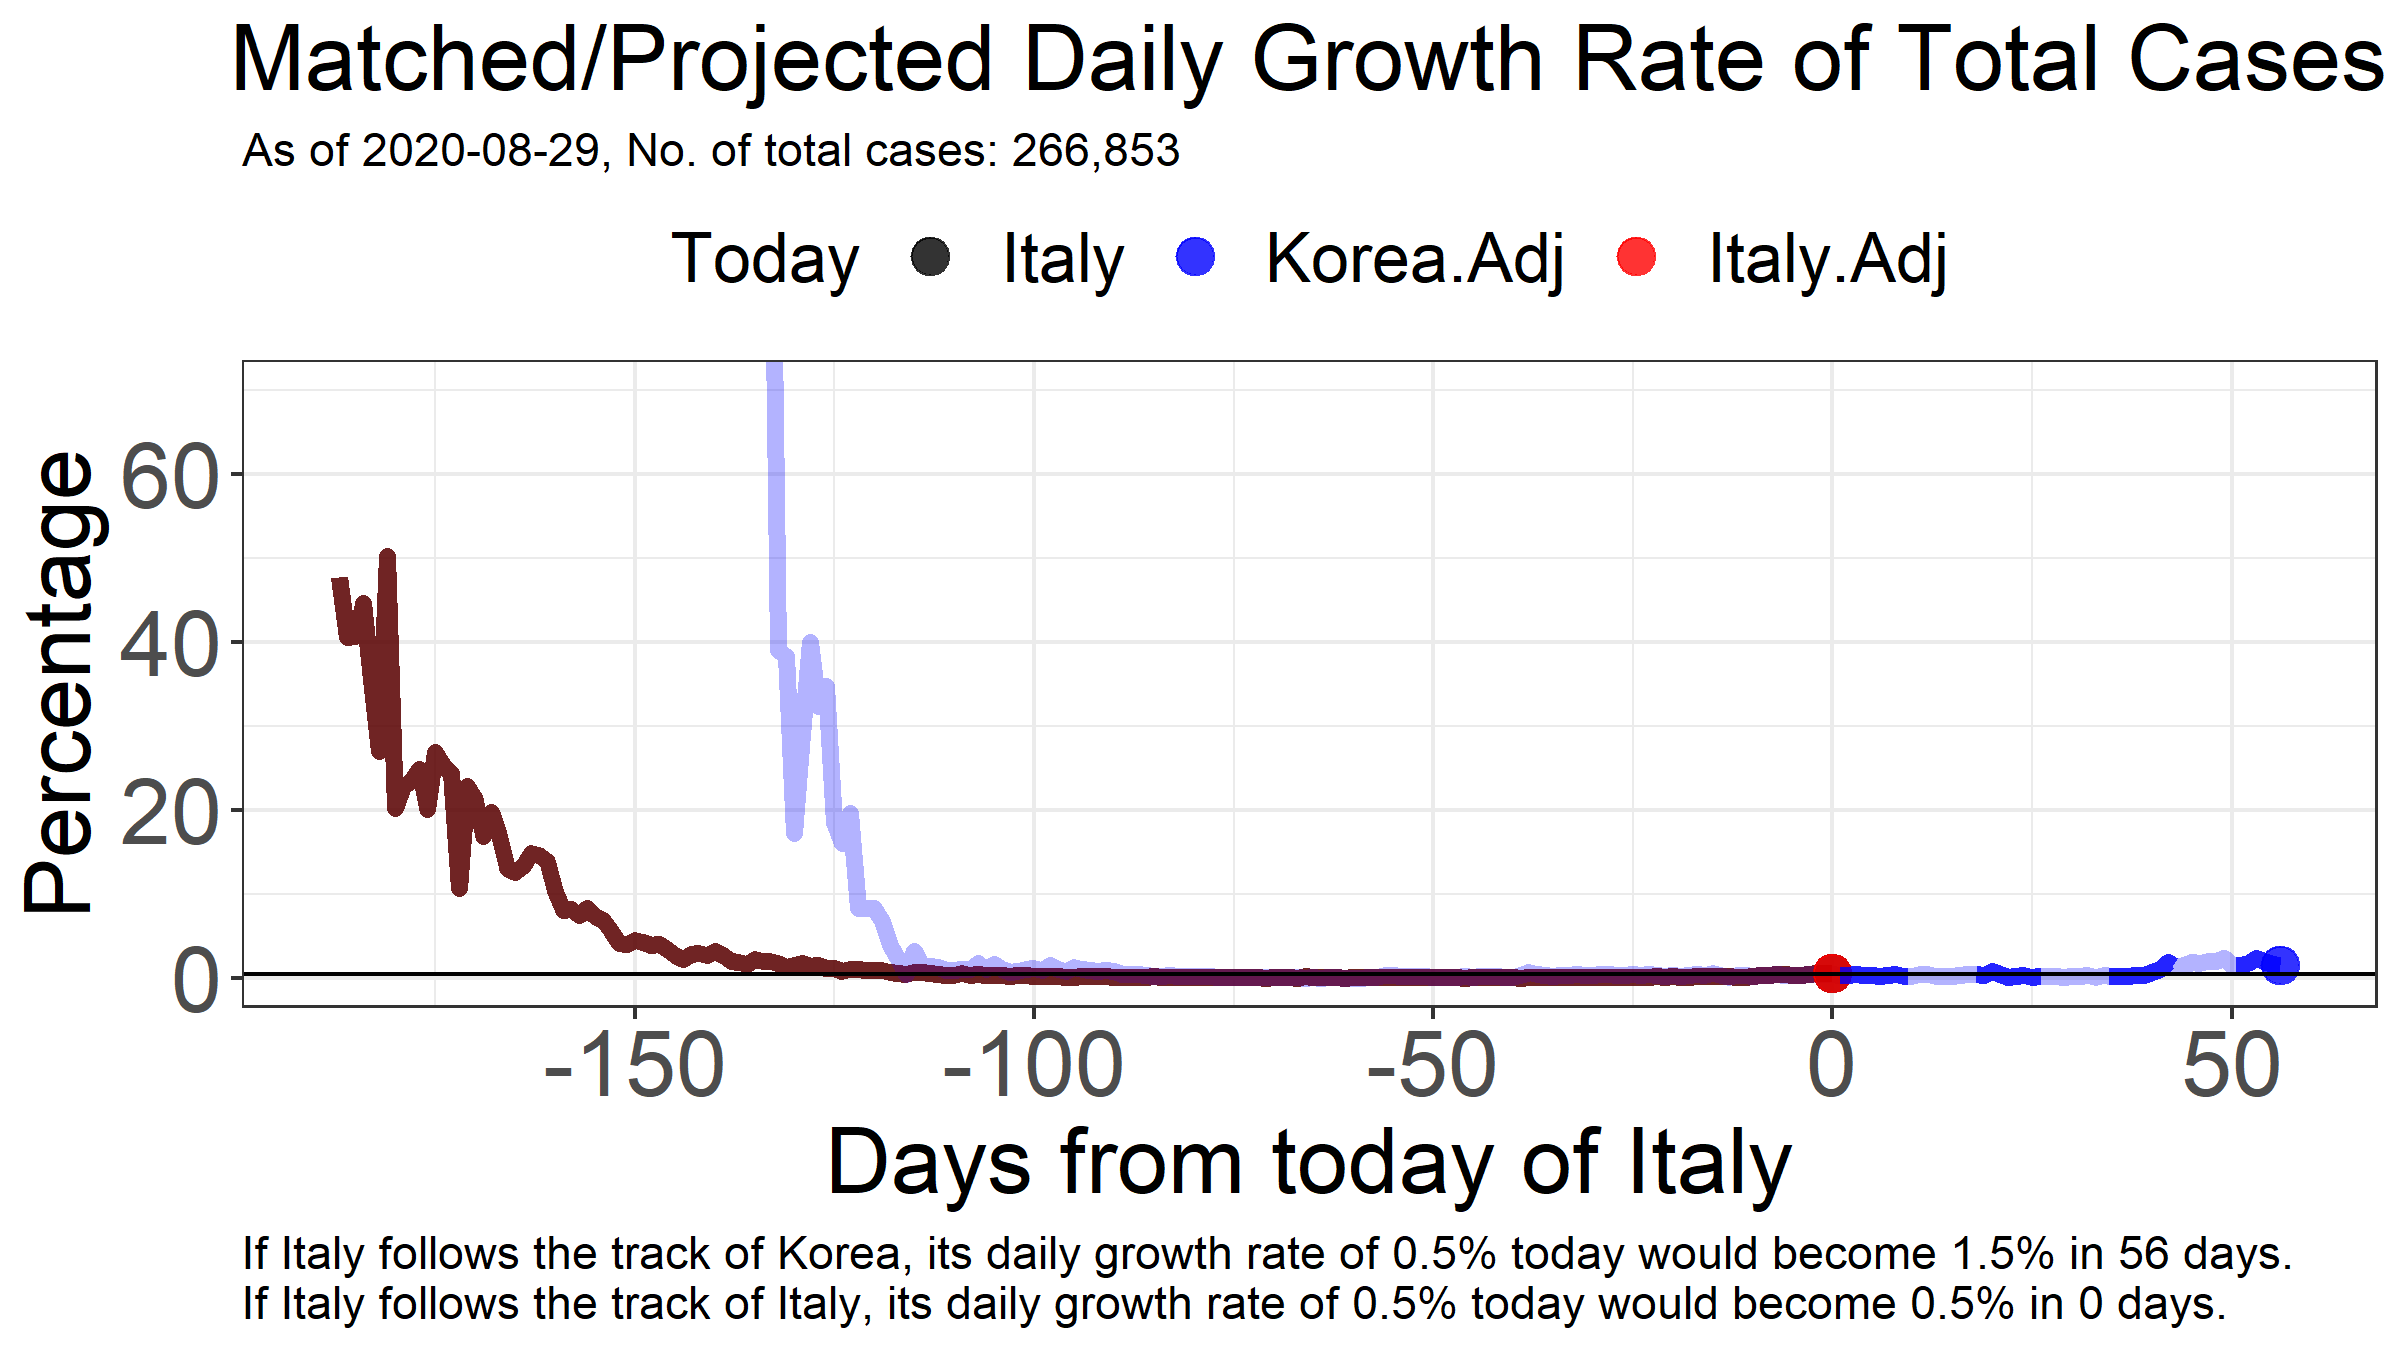 Matched/Projected Daily Growth Rate of Total Cases
As of 2020-08-29, No. of total cases: 266,853
Today Italy Korea.Adj Italy.Adj
Percentage
60
40
20
0
-150 -100 -50 0 50
Days from today of Italy
If Italy follows the track of Korea, its daily growth rate of 0.5% today would become 1.5% in 56 days.
If Italy follows the track of Italy, its daily growth rate of 0.5% today would become 0.5% in 0 days.